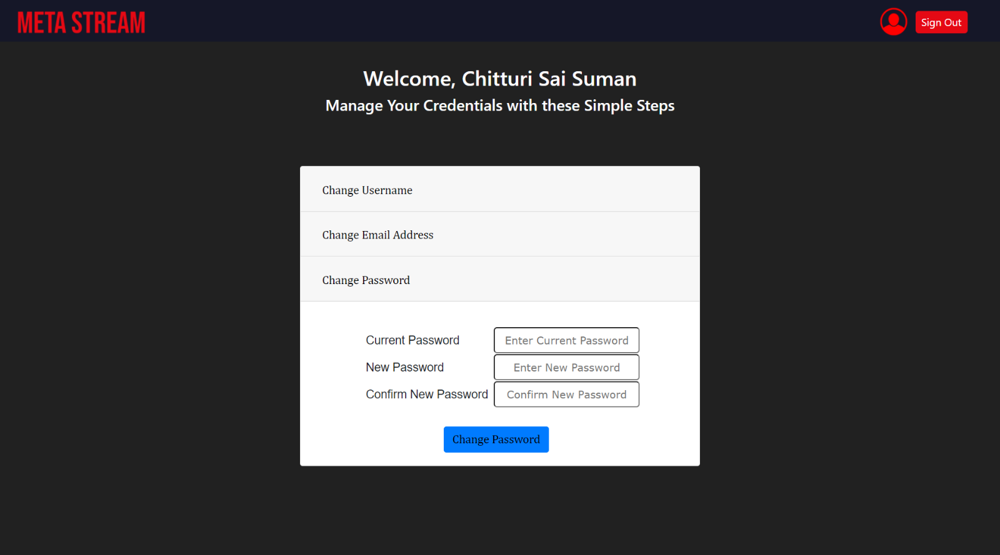 META STREAM
Sign Out
Welcome, Chitturi Sai Suman
Manage Your Credentials with these Simple Steps
Change Username
Change Email Address
Change Password
Current Password Enter Current Password
New Password Enter New Password
Confirm New Password Confirm New Password
Change Password